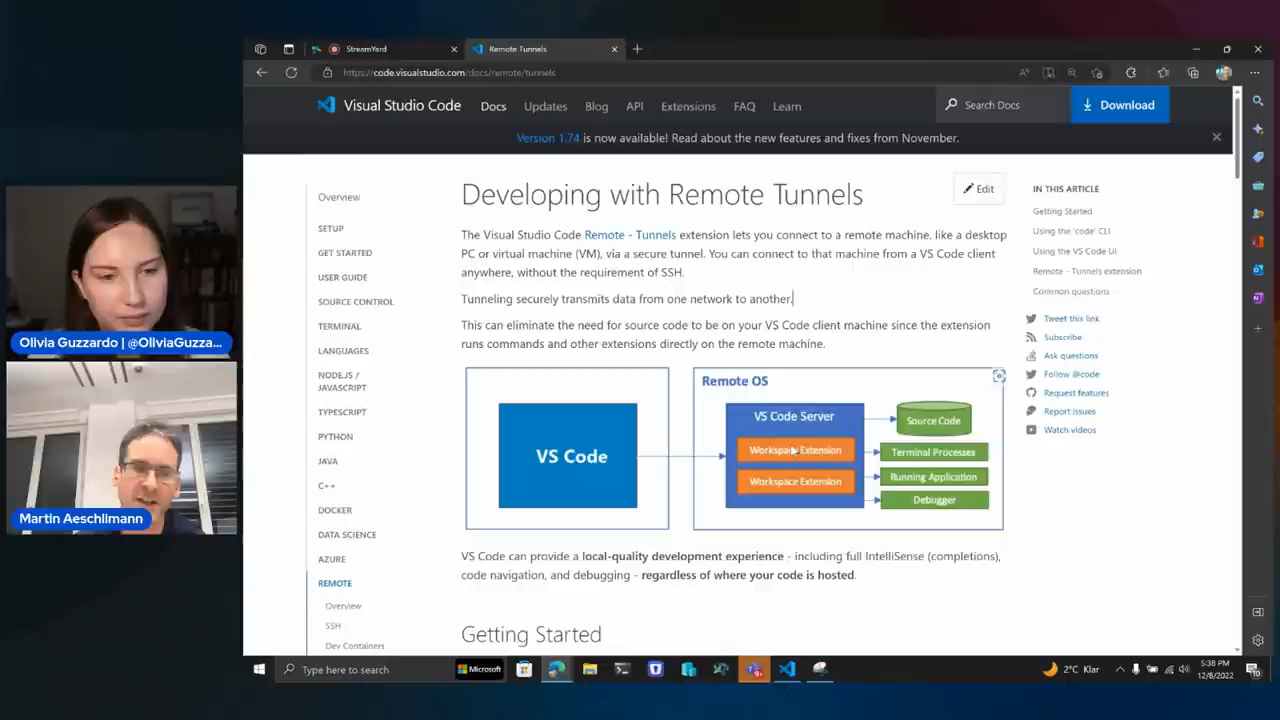 StreamYard
Remote Tunnels
https://code.visualstudio.com/docs/remote/tunnels
Visual Studio Code
Docs
Updates
Blog
API
Extensions
FAQ
Learn
Search Docs
Download
Version 1.74 is now available! Read about the new features and fixes from November.
Overview
SETUP
GET STARTED
USER GUIDE
SOURCE CONTROL
TERMINAL
LANGUAGES
NODE.JS /
JAVASCRIPT
TYPESCRIPT
PYTHON
JAVA
C++
DOCKER
DATA SCIENCE
AZURE
REMOTE
Overview
SSH
Dev Containers
Developing with Remote Tunnels
Edit
The Visual Studio Code Remote - Tunnels extension lets you connect to a remote machine, like a desktop
PC or virtual machine (VM), via a secure tunnel. You can connect to that machine from a VS Code client
anywhere, without the requirement of SSH.
Tunneling securely transmits data from one network to another.
This can eliminate the need for source code to be on your VS Code client machine since the extension
runs commands and other extensions directly on the remote machine.
VS Code
Remote OS
VS Code Server
Workspace Extension
Workspace Extension
Source Code
Terminal Processes
Running Application
Debugger
VS Code can provide a local-quality development experience - including full IntelliSense (completions),
code navigation, and debugging - regardless of where your code is hosted.
Getting Started
IN THIS ARTICLE
Getting Started
Using the 'code' CLI
Using the VS Code UI
Remote - Tunnels extension
Common questions
Tweet this link
Subscribe
Ask questions
Follow @code
Request features
Report issues
Watch videos
Olivia Guzzardo | @OliviaGuzza...
Martin Aeschlimann
Type here to search
Microsoft
2°C Klar
5:38 PM
12/8/2022